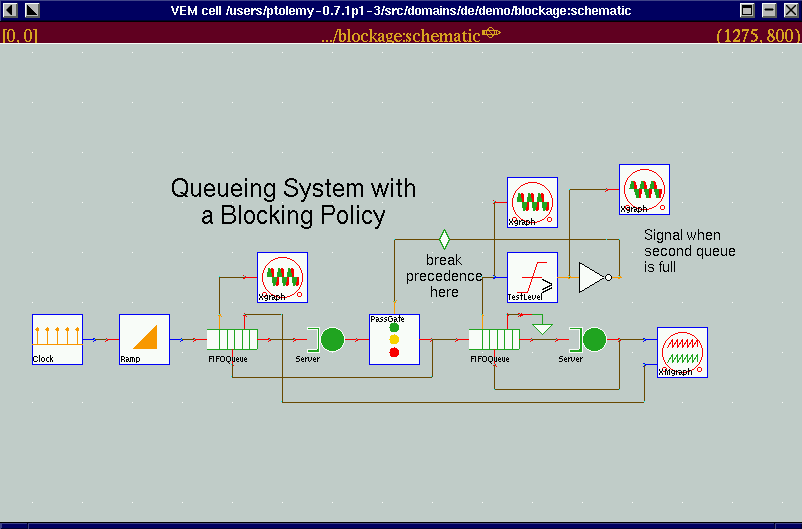 VEM cell /users/ptolemy-0.7.1p1-3/src/domains/de/demo/blockage:schematic
[0, 0]
.../blockage:schematic
(1275, 800)
Queueing System with
a Blocking Policy
Xgraph
Xgraph
Signal when
second queue
is full
break
precedence
here
Xgraph
TestLevel
Clock
Ramp
FIFOQueue
Server
PassGate
FIFOQueue
Server
XMgraph